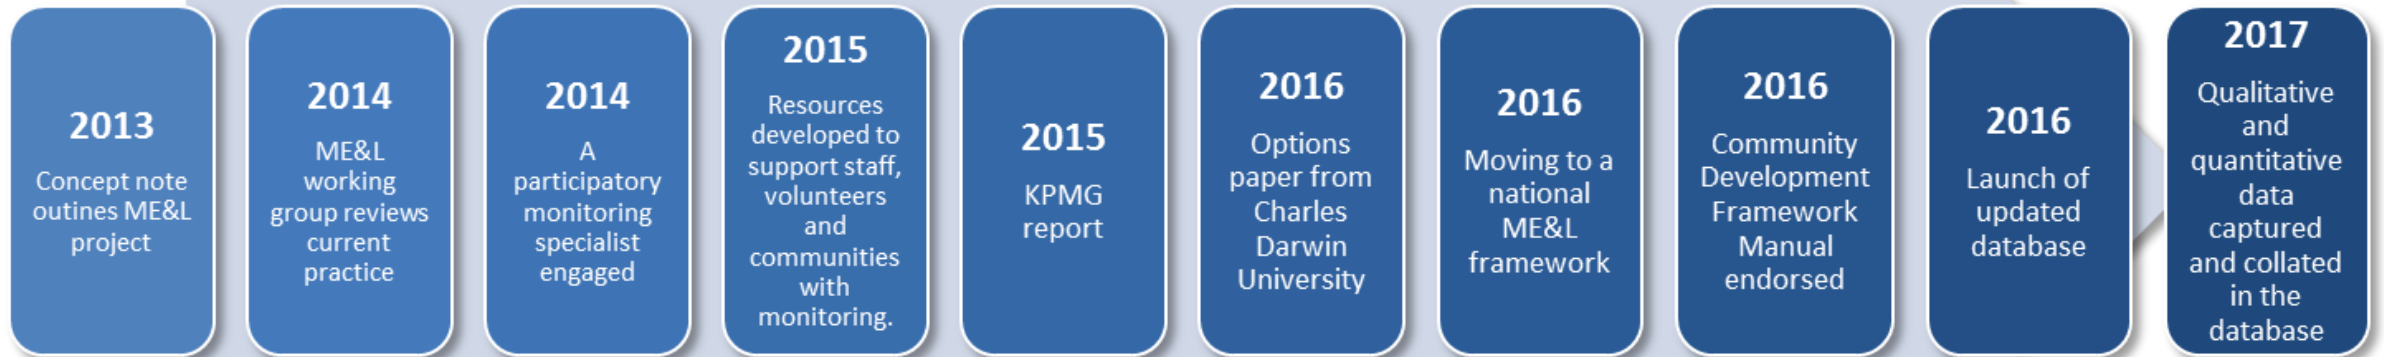 2013
Concept note
outines ME&L
project
2014
ME&L
working
group reviews
current
practice
2014
A
participatory
monitoring
specialist
engaged
2015
Resources
developed to
support staff,
volunteers
and
communities
with
monitoring.
2015
KPMG
report
2016
Options
paper from
Charles
Darwin
University
2016
Moving to a
national
ME&L
framework
2016
Community
Development
Framework
Manual
endorsed
2016
Launch of
updated
database
2017
Qualitative
and
quantitative
data
captured
and collated
in the
database